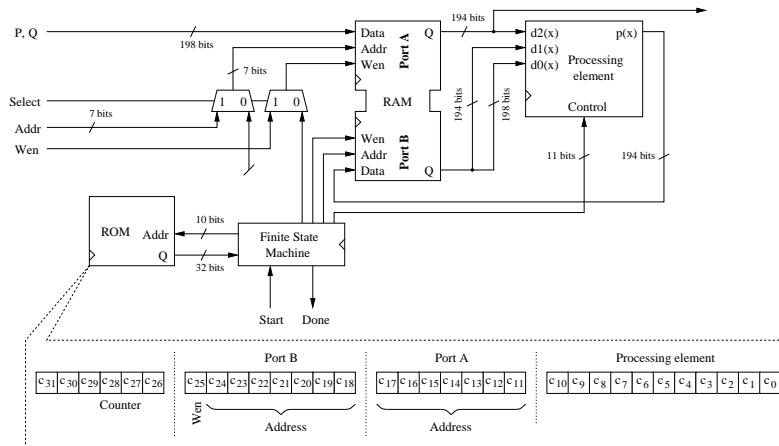 P, Q
198 bits
Select
Addr
7 bits
Wen
7 bits
1 0
1 0
Data
Addr
Wen
Q
Port A
RAM
Wen
Addr
Data
Port B
Q
194 bits
194 bits
198 bits
d2(x)
d1(x)
d0(x)
p(x)
Processing
element
Control
11 bits
194 bits
ROM
Addr
Q
10 bits
32 bits
Finite State
Machine
Start
Done
Port B
Port A
Processing element
c31 c30 c29 c28 c27 c26
c25 c24 c23 c22 c21 c20 c19 c18
c17 c16 c15 c14 c13 c12 c11
c10 c9 c8 c7 c6 c5 c4 c3 c2 c1 c0
Counter
Wen
Address
Address